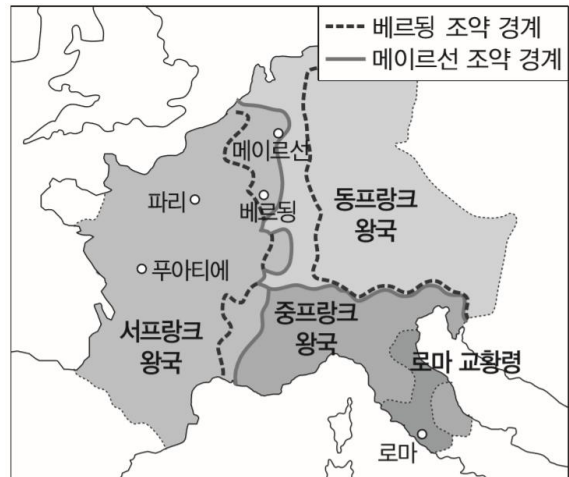 베르됭 조약 경계
메이르선 조약 경계
메이르선
파리
베르됭
동프랑크
왕국
푸아티에
중프랑크
왕국
서프랑크
왕국
로마 교황령
로마